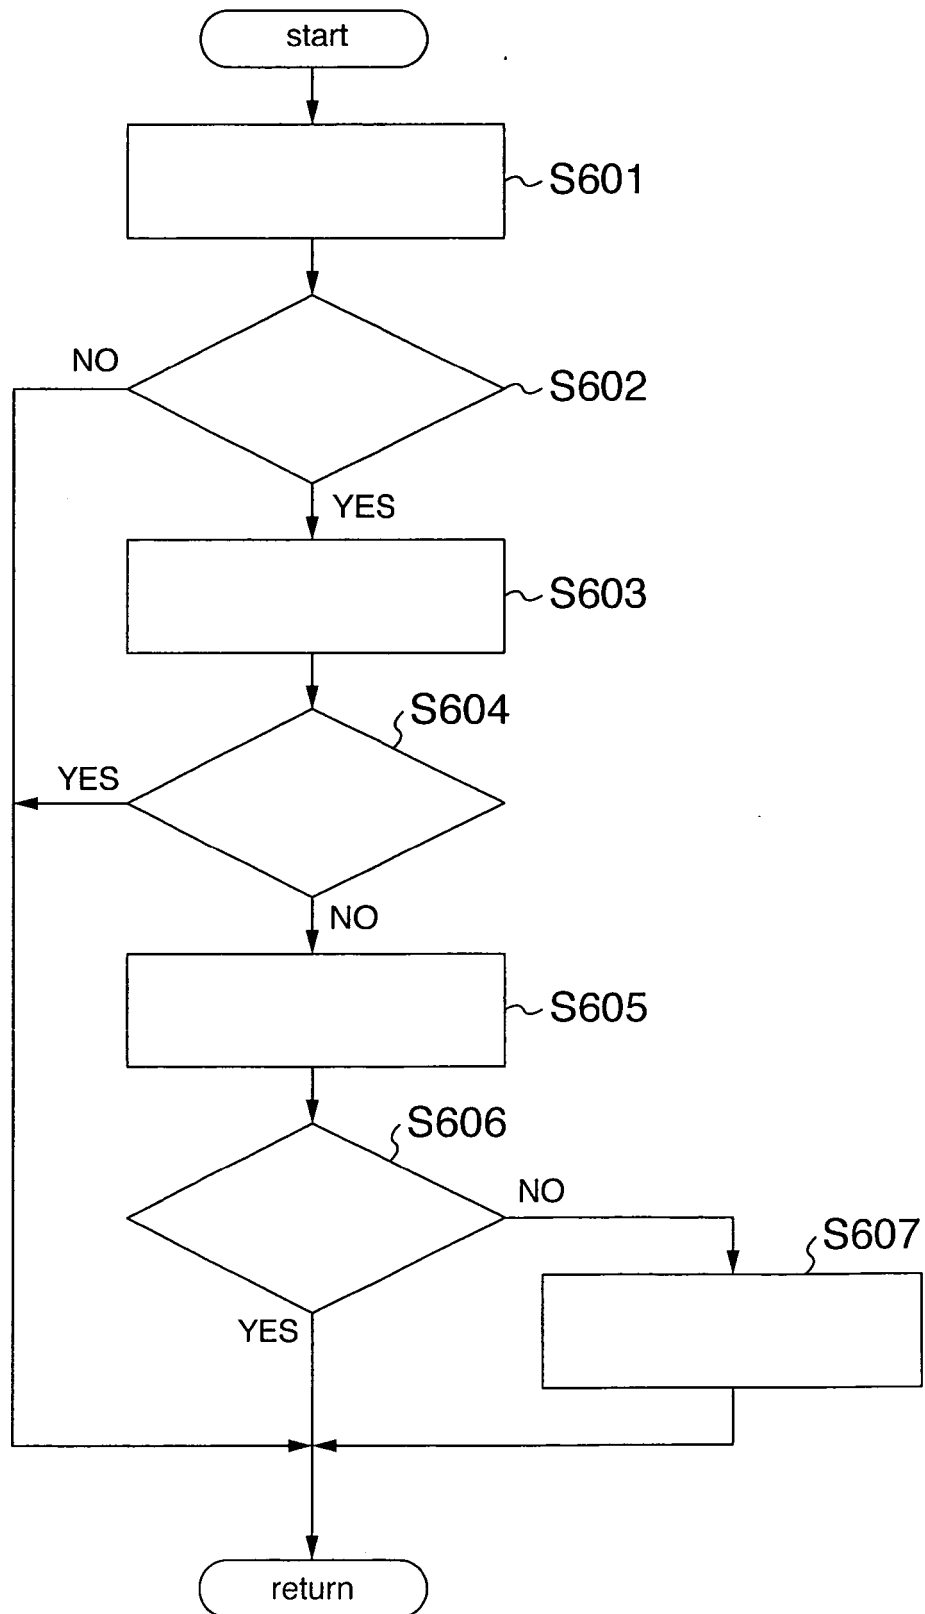 start
S601
NO
S602
YES
S603
S604
YES
NO
S605
S606
NO
S607
YES
return